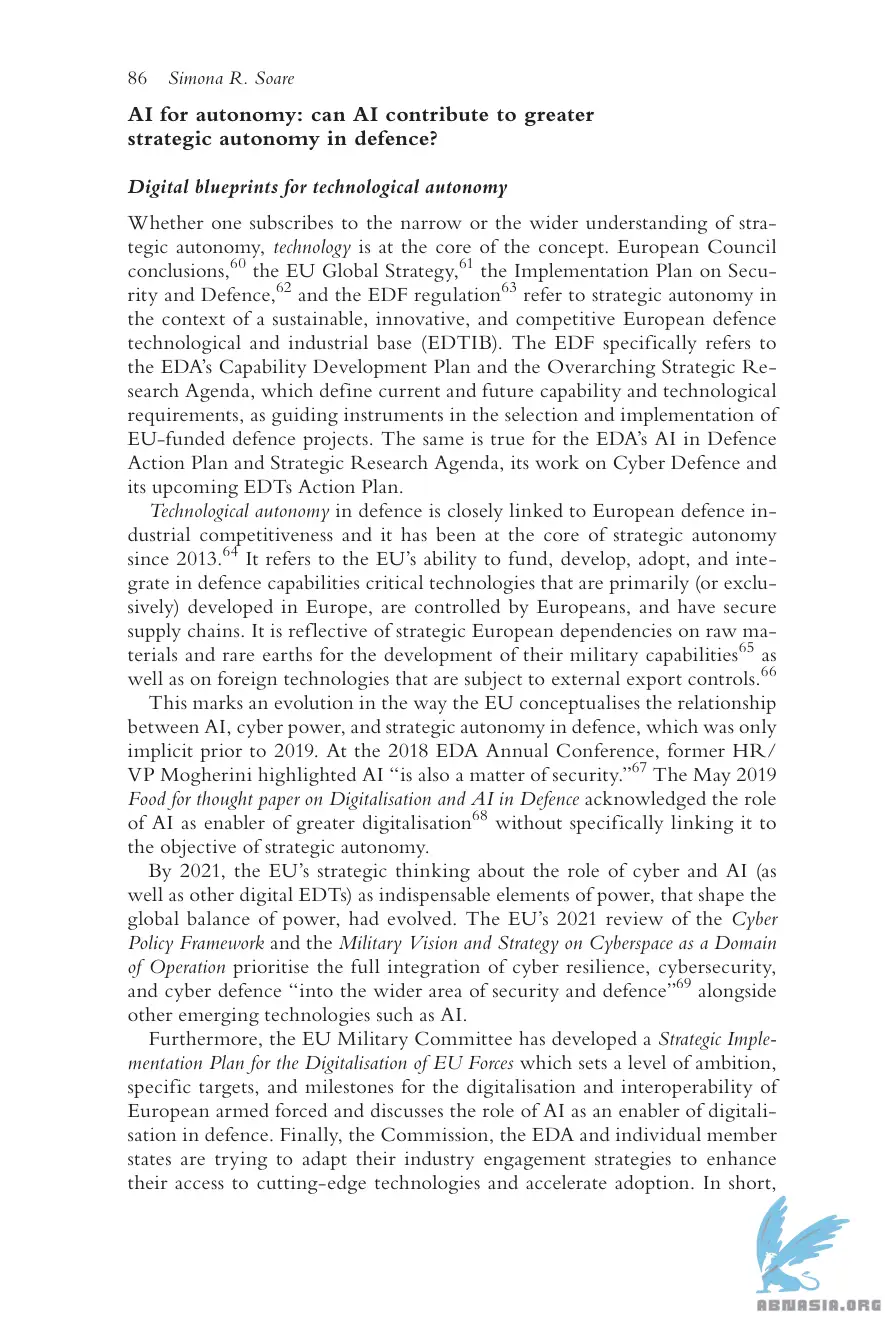 86 Simona R. Soare
AI for autonomy: can AI contribute to greater
strategic autonomy in defence?
Digital blueprints for technological autonomy
Whether one subscribes to the narrow or the wider understanding of stra-
tegic autonomy, technology is at the core of the concept. European Council
conclusions,60 the EU Global Strategy,61 the Implementation Plan on Secu-
rity and Defence,62 and the EDF regulation63 refer to strategic autonomy in
the context of a sustainable, innovative, and competitive European defence
technological and industrial base (EDTIB). The EDF specifically refers to
the EDA's Capability Development Plan and the Overarching Strategic Re-
search Agenda, which define current and future capability and technological
requirements, as guiding instruments in the selection and implementation of
EU-funded defence projects. The same is true for the EDA's AI in Defence
Action Plan and Strategic Research Agenda, its work on Cyber Defence and
its upcoming EDTs Action Plan.
Technological autonomy in defence is closely linked to European defence in-
dustrial competitiveness and it has been at the core of strategic autonomy
since 2013.64 It refers to the EU's ability to fund, develop, adopt, and inte-
grate in defence capabilities critical technologies that are primarily (or exclu-
sively) developed in Europe, are controlled by Europeans, and have secure
supply chains. It is reflective of strategic European dependencies on raw ma-
terials and rare earths for the development of their military capabilities65 as
well as on foreign technologies that are subject to external export controls.66
This marks an evolution in the way the EU conceptualises the relationship
between AI, cyber power, and strategic autonomy in defence, which was only
implicit prior to 2019. At the 2018 EDA Annual Conference, former HR/
VP Mogherini highlighted AI "is also a matter of security."67 The May 2019
Food for thought paper on Digitalisation and AI in Defence acknowledged the role
of AI as enabler of greater digitalisation68 without specifically linking it to
the objective of strategic autonomy.
By 2021, the EU's strategic thinking about the role of cyber and AI (as
well as other digital EDTs) as indispensable elements of power, that shape the
global balance of power, had evolved. The EU's 2021 review of the Cyber
Policy Framework and the Military Vision and Strategy on Cyberspace as a Domain
of Operation prioritise the full integration of cyber resilience, cybersecurity,
and cyber defence "into the wider area of security and defence"69 alongside
other emerging technologies such as AI.
Furthermore, the EU Military Committee has developed a Strategic Imple-
mentation Plan for the Digitalisation of EU Forces which sets a level of ambition,
specific targets, and milestones for the digitalisation and interoperability of
European armed forced and discusses the role of AI as an enabler of digitali-
sation in defence. Finally, the Commission, the EDA and individual member
states are trying to adapt their industry engagement strategies to enhance
their access to cutting-edge technologies and accelerate adoption. In short,
ABNASIA.ORG